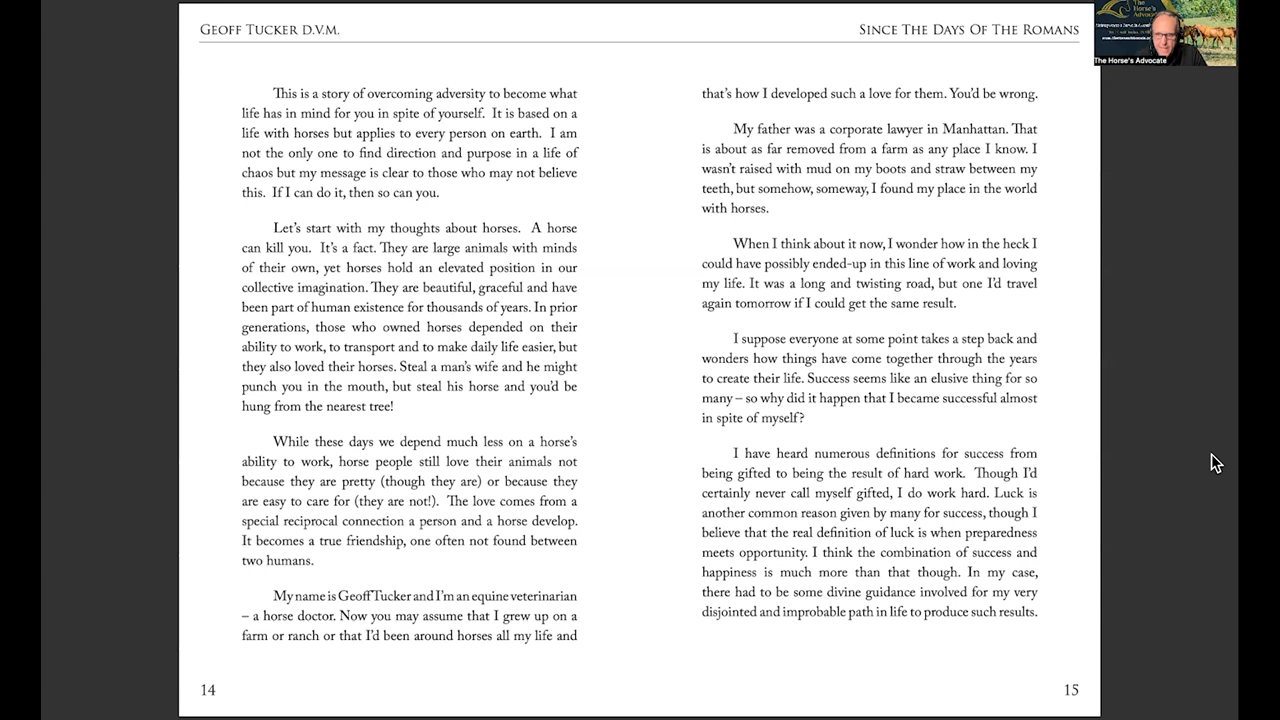 GEOFF TUCKER D.V.M.
This is a story of overcoming adversity to become what
life has in mind for you in spite of yourself. It is based on a
life with horses but applies to every person on earth. I am
not the only one to find direction and purpose in a life of
chaos but my message is clear to those who may not believe
this. If I can do it, then so can you.
Let's start with my thoughts about horses. A horse
can kill you. It's a fact. They are large animals with minds
of their own, yet horses hold an elevated position in our
collective imagination. They are beautiful, graceful and have
been part of human existence for thousands of years. In prior
generations, those who owned horses depended on their
ability to work, to transport and to make daily life easier, but
they also loved their horses. Steal a man's wife and he might
punch you in the mouth, but steal his horse and you'd be
hung from the nearest tree!
While these days we depend much less on a horse's
ability to work, horse people still love their animals not
because they are pretty (though they are) or because they
are easy to care for (they are not!). The love comes from a
special reciprocal connection a person and a horse develop.
It becomes a true friendship, one often not found between
two humans.
My name is Geoff Tucker and I'm an equine veterinarian
– a horse doctor. Now you may assume that I grew up on a
farm or ranch or that I'd been around horses all my life and
14
SINCE THE DAYS OF THE ROMANS
that's how I developed such a love for them. You'd be wrong.
My father was a corporate lawyer in Manhattan. That
is about as far removed from a farm as any place I know. I
wasn't raised with mud on my boots and straw between my
teeth, but somehow, someway, I found my place in the world
with horses.
When I think about it now, I wonder how in the heck I
could have possibly ended-up in this line of work and loving
my life. It was a long and twisting road, but one I'd travel
again tomorrow if I could get the same result.
I suppose everyone at some point takes a step back and
wonders how things have come together through the years
to create their life. Success seems like an elusive thing for so
many – so why did it happen that I became successful almost
in spite of myself?
I have heard numerous definitions for success from
being gifted to being the result of hard work. Though I'd
certainly never call myself gifted, I do work hard. Luck is
another common reason given by many for success, though I
believe that the real definition of luck is when preparedness
meets opportunity. I think the combination of success and
happiness is much more than that though. In my case,
there had to be some divine guidance involved for my very
disjointed and improbable path in life to produce such results.
15
The
Horse's
Advocate
The Horse's Advocate